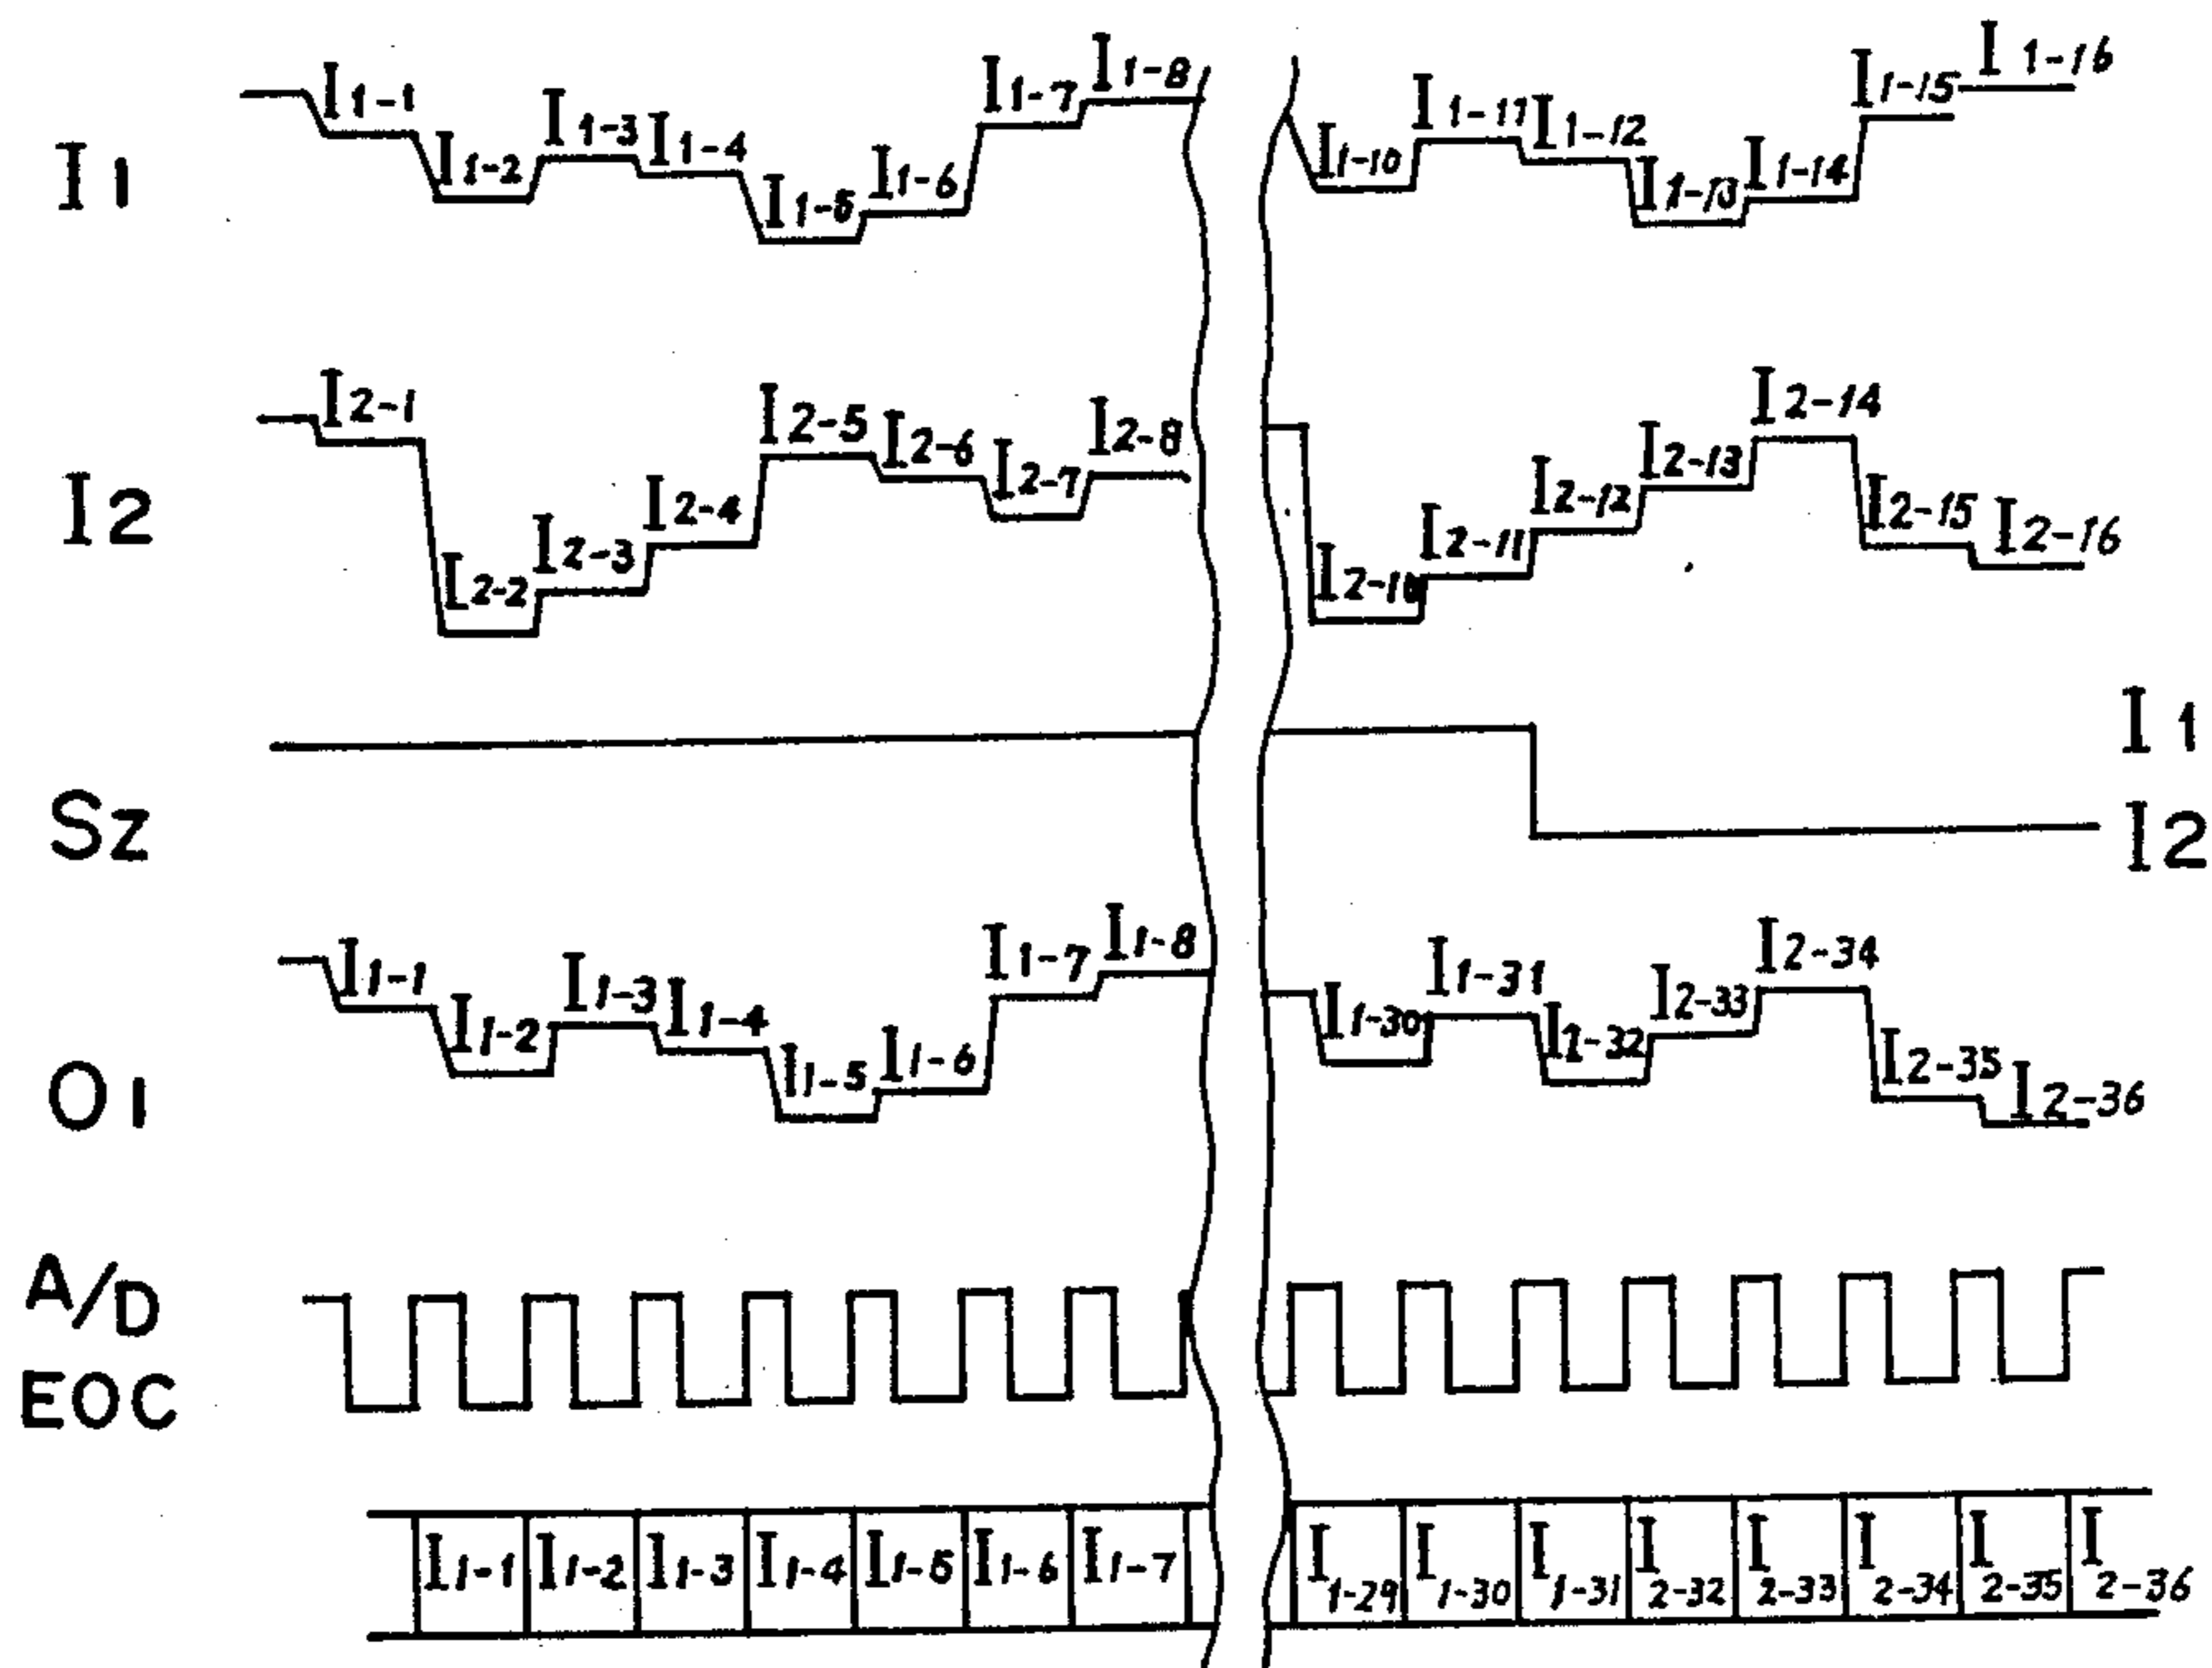 I1 I1-1 I1-2 I1-3 I1-4 I1-5 I1-6 I1-7 I1-8 I1-10 I1-11 I1-12 I1-13 I1-14 I1-15 I1-16
I2 I2-1 I2-2 I2-3 I2-4 I2-5 I2-6 I2-7 I2-8 I2-10 I2-11 I2-12 I2-13 I2-14 I2-15 I2-16
Sz I1
I2
O1 I1-1 I1-2 I1-3 I1-4 I1-5 I1-6 I1-7 I1-8 I1-30 I1-31 I2-32 I2-33 I2-34 I2-35 I2-36
A/D
EOC
I1-1 I1-2 I1-3 I1-4 I1-5 I1-6 I1-7 I1-29 I1-30 I1-31 I2-32 I2-33 I2-34 I2-35 I2-36